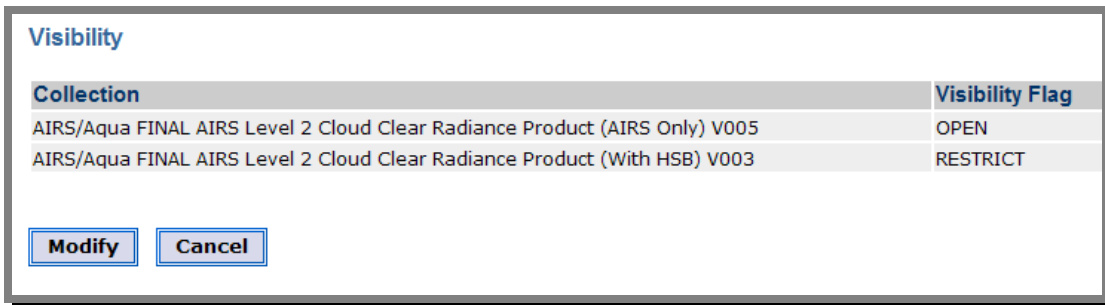 Visibility
Collection Visibility Flag
AIRS/Aqua FINAL AIRS Level 2 Cloud Clear Radiance Product (AIRS Only) V005 OPEN
AIRS/Aqua FINAL AIRS Level 2 Cloud Clear Radiance Product (With HSB) V003 RESTRICT
Modify Cancel